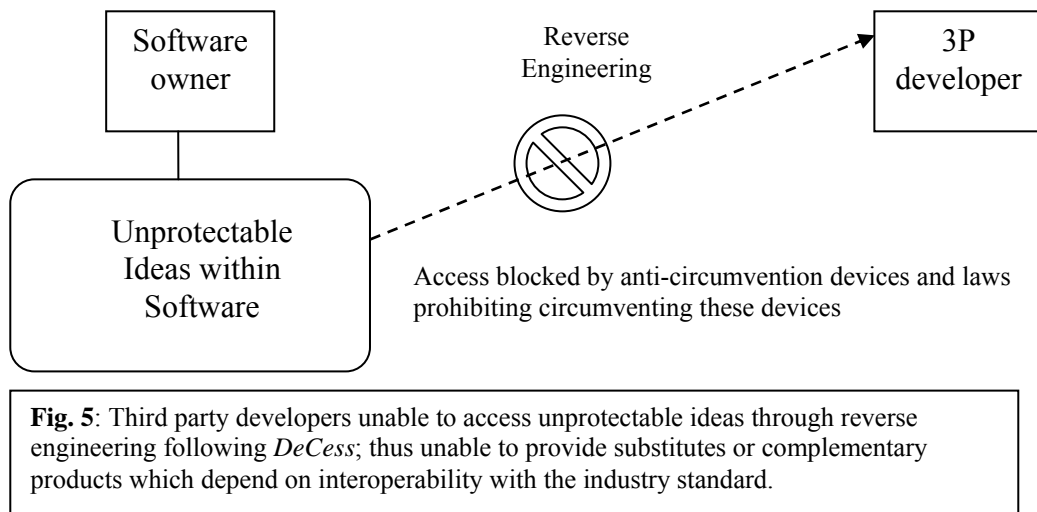 Software
owner
Reverse
Engineering
3P
developer
Unprotectable
Ideas within
Software
Access blocked by anti-circumvention devices and laws
prohibiting circumventing these devices
Fig. 5: Third party developers unable to access unprotectable ideas through reverse
engineering following DeCess; thus unable to provide substitutes or complementary
products which depend on interoperability with the industry standard.